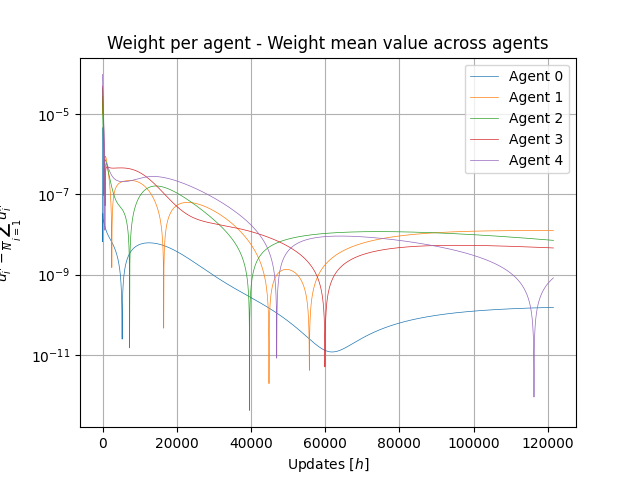 Weight per agent - Weight mean value across agents
Agent 0
Agent 1
Agent 2
Agent 3
Agent 4
10⁻⁵
10⁻⁷
10⁻⁹
10⁻¹¹
0 20000 40000 60000 80000 100000 120000
Updates [h]